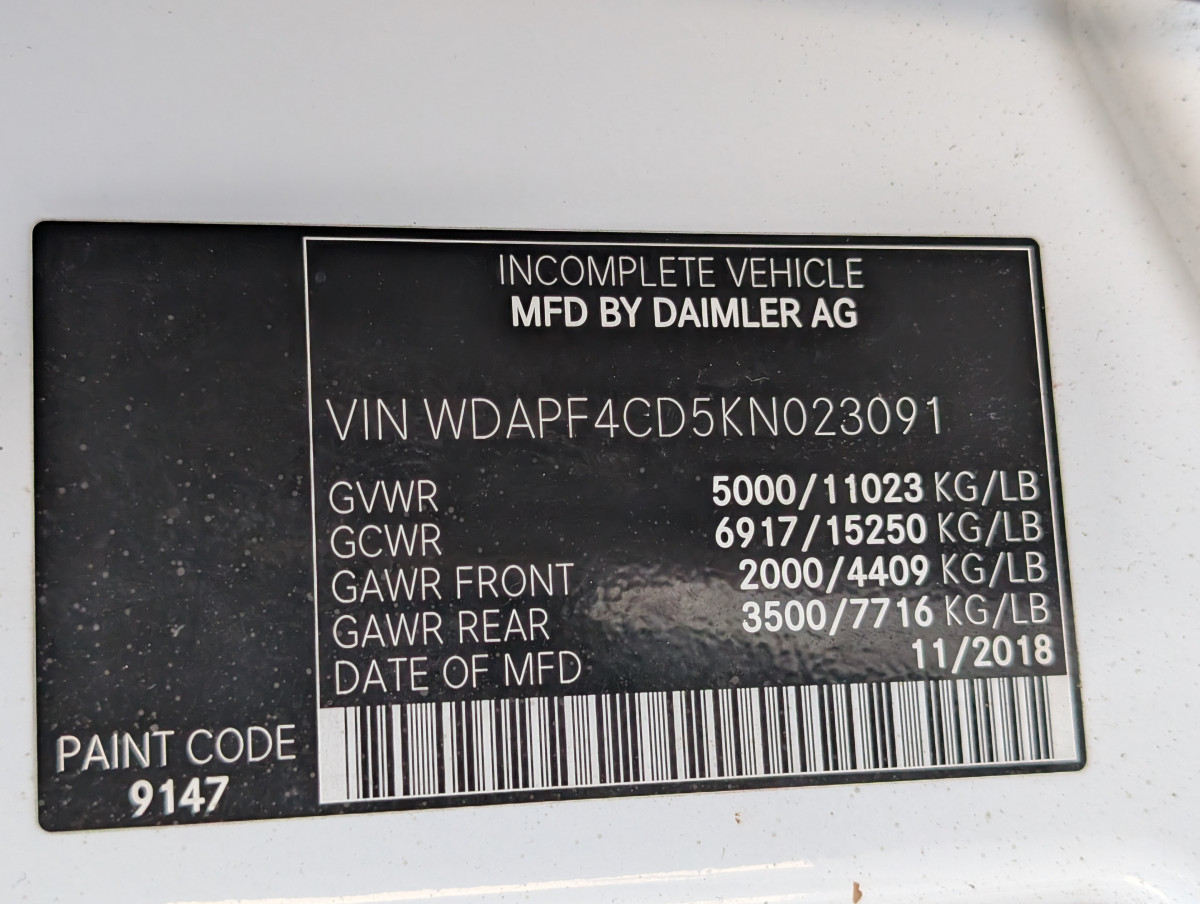 INCOMPLETE VEHICLE
MFD BY DAIMLER AG
VIN WDAPF4CD5KN023091
GVWR 5000/11023 KG/LB
GCWR 6917/15250 KG/LB
GAWR FRONT 2000/4409 KG/LB
GAWR REAR 3500/7716 KG/LB
DATE OF MFD 11/2018
PAINT CODE
9147